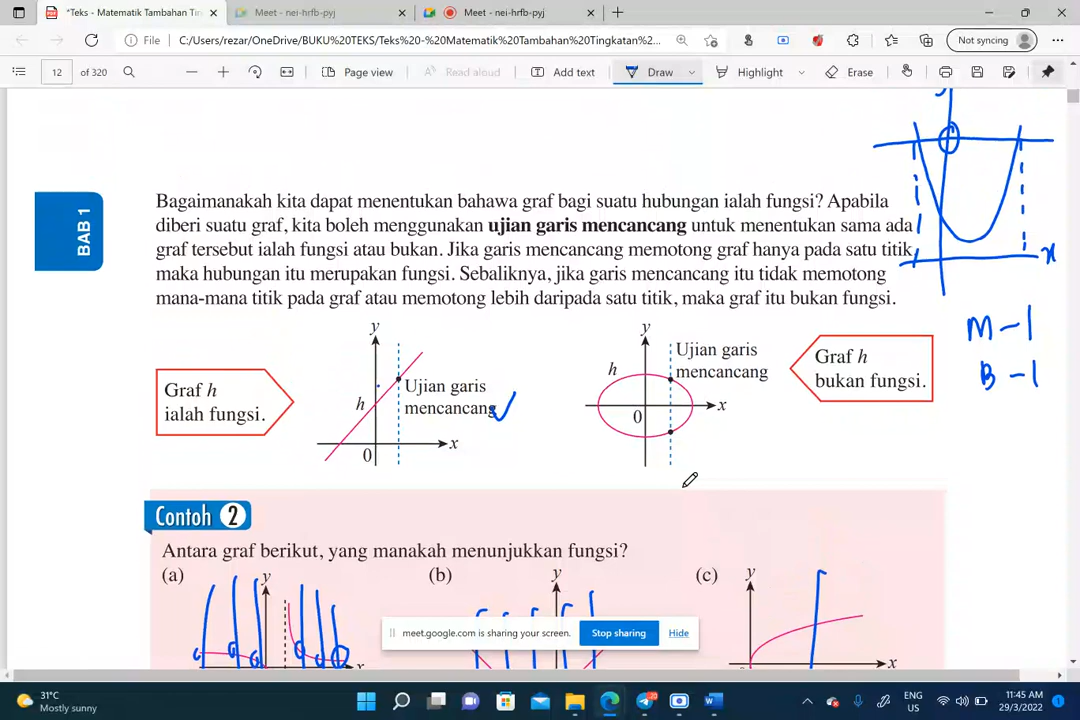 *Teks - Matematik Tambahan Tin
Meet - nei-hrfb-pyj
Meet - nei-hrfb-pyj
File
C:/Users/rezar/OneDrive/BUKU%20TEKS/Teks%20-%20Matematik%20Tambahan%20Tingkatan%2...
Not syncing
12
of 320
Page view
Read aloud
Add text
Draw
Highlight
Erase
BAB 1
Bagaimanakah kita dapat menentukan bahawa graf bagi suatu hubungan ialah fungsi? Apabila
diberi suatu graf, kita boleh menggunakan ujian garis mencancang untuk menentukan sama ada
graf tersebut ialah fungsi atau bukan. Jika garis mencancang memotong graf hanya pada satu titik,
maka hubungan itu merupakan fungsi. Sebaliknya, jika garis mencancang itu tidak memotong
mana-mana titik pada graf atau memotong lebih daripada satu titik, maka graf itu bukan fungsi.
x
M – 1
B – 1
Graf h
ialah fungsi.
y
h
Ujian garis
mencancang
0
x
y
h
Ujian garis
mencancang
0
x
Graf h
bukan fungsi.
Contoh 2
Antara graf berikut, yang manakah menunjukkan fungsi?
(a)
y
(b)
y
(c)
y
x
meet.google.com is sharing your screen.
Stop sharing
Hide
31°C
Mostly sunny
20
ENG
US
11:45 AM
29/3/2022